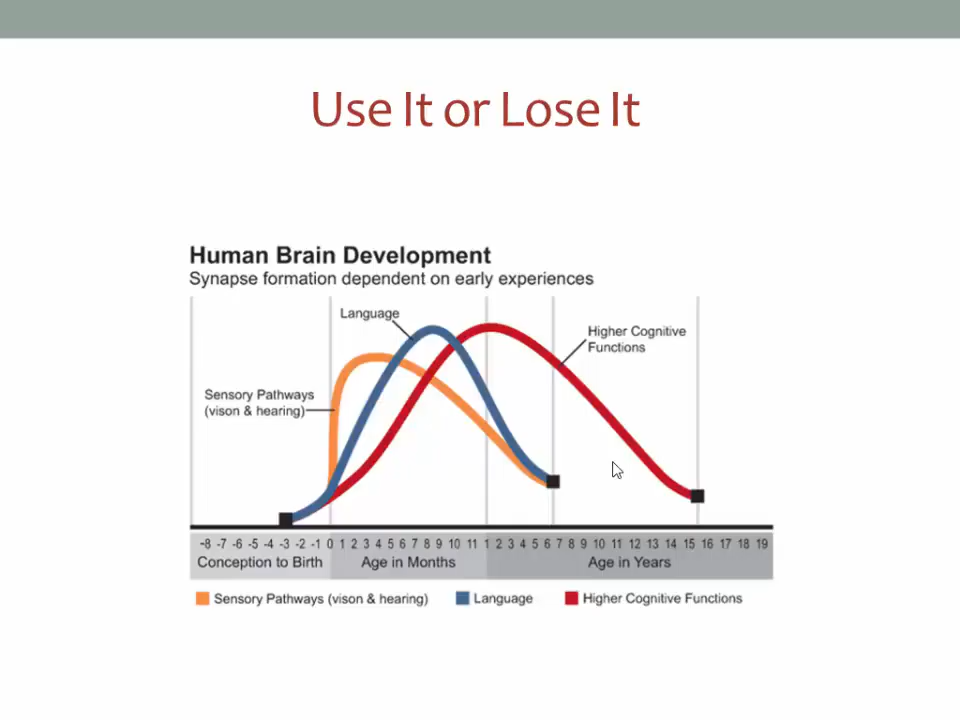 Use It or Lose It
Human Brain Development
Synapse formation dependent on early experiences
Language
Higher Cognitive
Functions
Sensory Pathways
(vison & hearing)
-8 -7 -6 -5 -4 -3 -2 -1 0 1 2 3 4 5 6 7 8 9 10 11 1 2 3 4 5 6 7 8 9 10 11 12 13 14 15 16 17 18 19
Conception to Birth Age in Months Age in Years
Sensory Pathways (vison & hearing) Language Higher Cognitive Functions